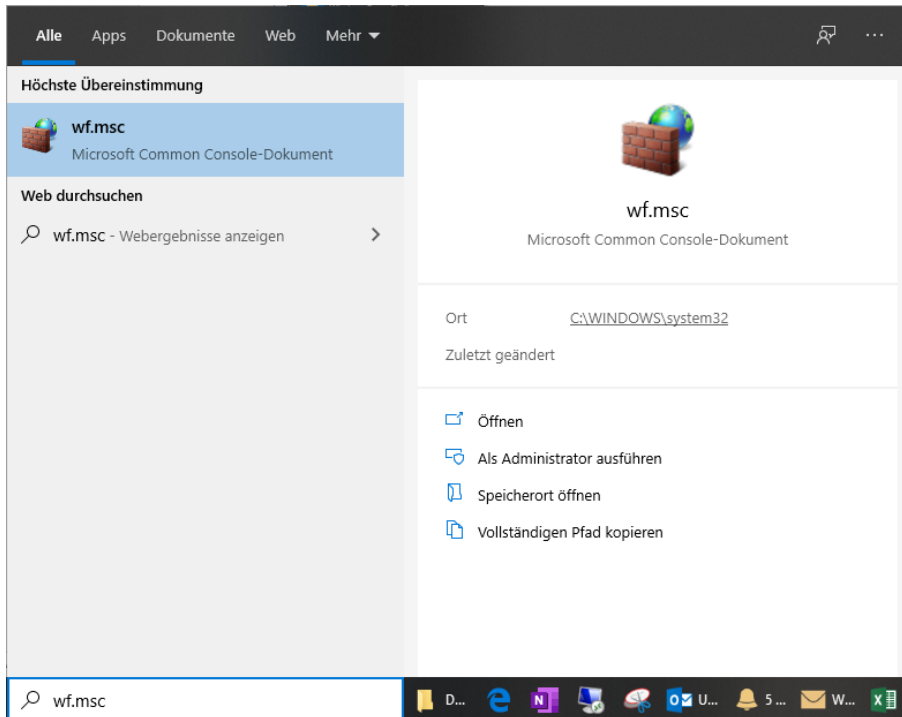 Alle Apps Dokumente Web Mehr
Höchste Übereinstimmung
wf.msc
Microsoft Common Console-Dokument
Web durchsuchen
wf.msc - Webergebnisse anzeigen
wf.msc
Microsoft Common Console-Dokument
Ort C:\WINDOWS\system32
Zuletzt geändert
Öffnen
Als Administrator ausführen
Speicherort öffnen
Vollständigen Pfad kopieren
wf.msc D... N U... 5 ... W... X